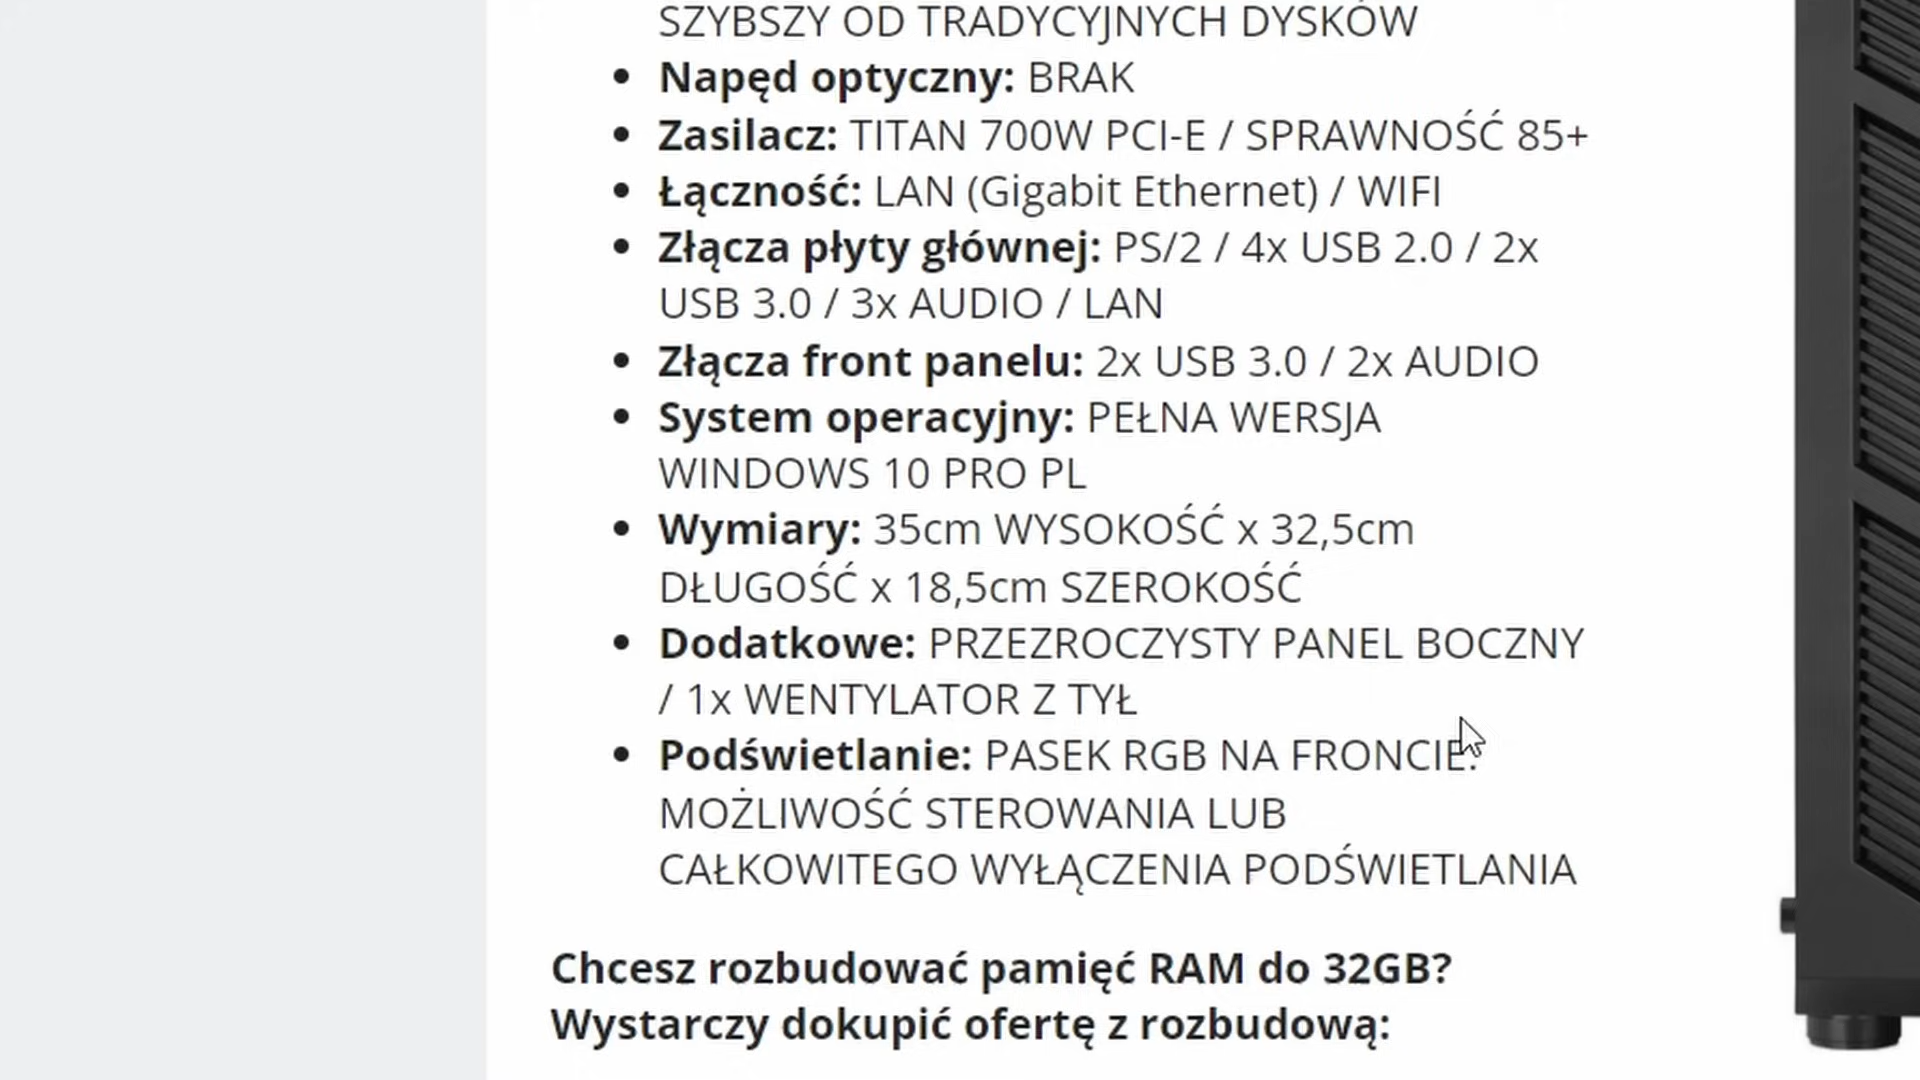 SZYBSZY OD TRADYCYJNYCH DYSKÓW
• Napęd optyczny: BRAK
• Zasilacz: TITAN 700W PCI-E / SPRAWNOŚĆ 85+
• Łączność: LAN (Gigabit Ethernet) / WIFI
• Złącza płyty głównej: PS/2 / 4x USB 2.0 / 2x
USB 3.0 / 3x AUDIO / LAN
• Złącza front panelu: 2x USB 3.0 / 2x AUDIO
• System operacyjny: PEŁNA WERSJA
WINDOWS 10 PRO PL
• Wymiary: 35cm WYSOKOŚĆ x 32,5cm
DŁUGOŚĆ x 18,5cm SZEROKOŚĆ
• Dodatkowe: PRZEZROCZYSTY PANEL BOCZNY
/ 1x WENTYLATOR Z TYŁ
• Podświetlanie: PASEK RGB NA FRONCIE.
MOŻLIWOŚĆ STEROWANIA LUB
CAŁKOWITEGO WYŁĄCZENIA PODŚWIETLANIA
Chcesz rozbudować pamięć RAM do 32GB?
Wystarczy dokupić ofertę z rozbudową: